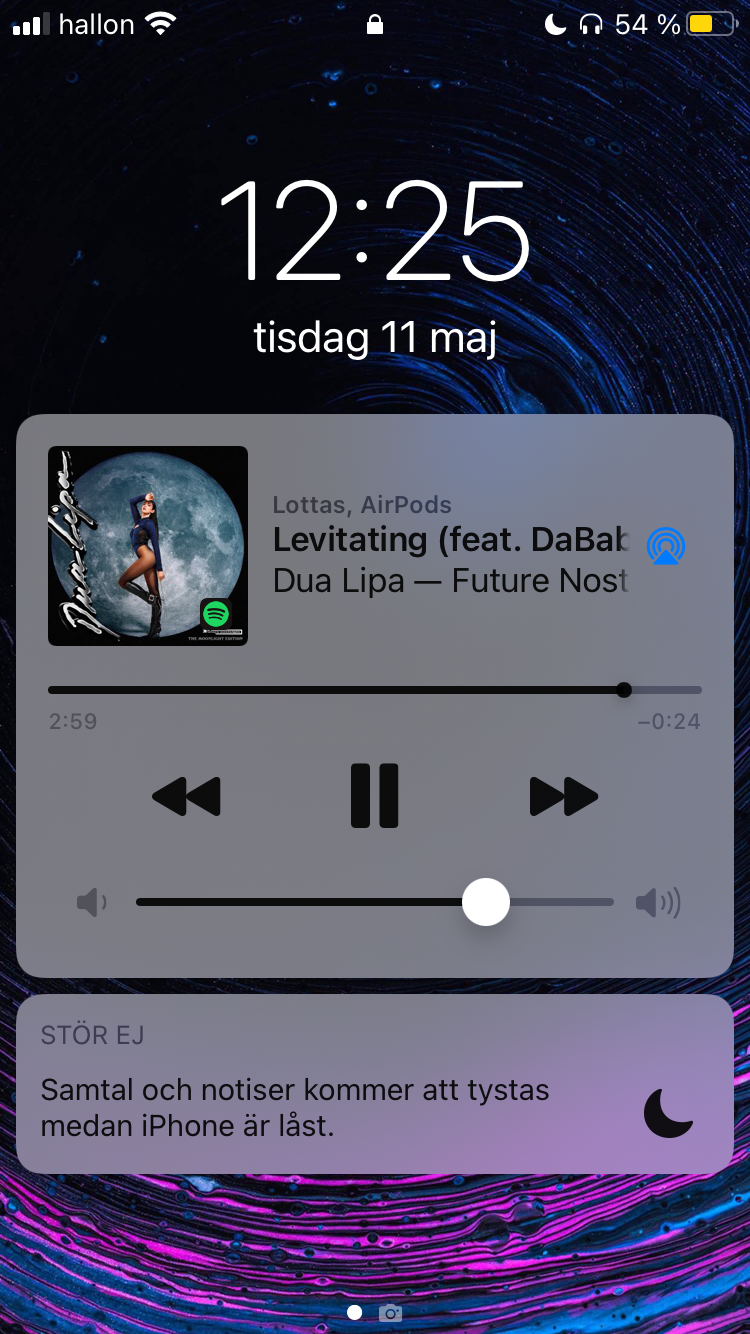 hallon 54 %
12:25
tisdag 11 maj
Dua Lipa
THE MOONLIGHT EDITION
Lottas, AirPods
Levitating (feat. DaBab
Dua Lipa — Future Nost
2:59 −0:24
STÖR EJ
Samtal och notiser kommer att tystas
medan iPhone är låst.